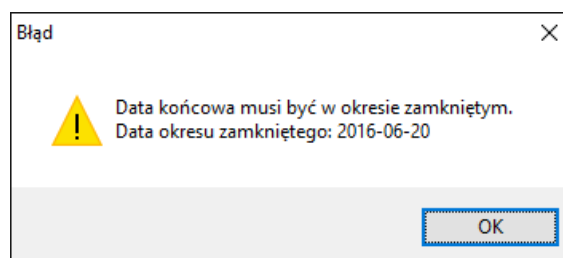 Błąd
Data końcowa musi być w okresie zamkniętym.
Data okresu zamkniętego: 2016-06-20
OK